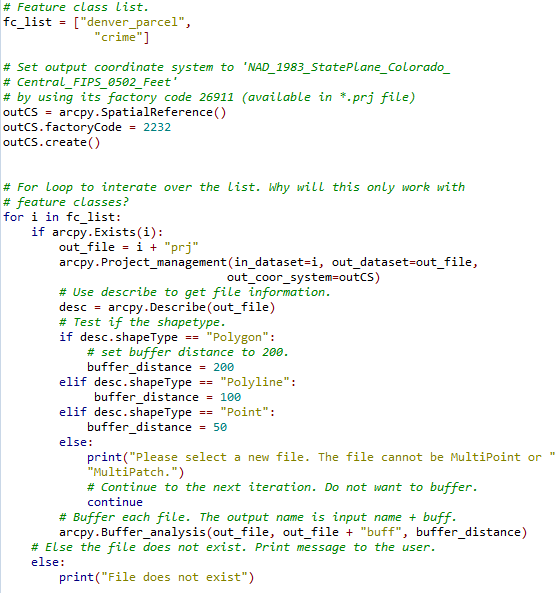 # Feature class list.
fc_list = ["denver_parcel",
"crime"]
# Set output coordinate system to 'NAD_1983_StatePlane_Colorado_
# Central_FIPS_0502_Feet'
# by using its factory code 26911 (available in *.prj file)
outCS = arcpy.SpatialReference()
outCS.factoryCode = 2232
outCS.create()
# For loop to interate over the list. Why will this only work with
# feature classes?
for i in fc_list:
if arcpy.Exists(i):
out_file = i + "prj"
arcpy.Project_management(in_dataset=i, out_dataset=out_file,
out_coor_system=outCS)
# Use describe to get file information.
desc = arcpy.Describe(out_file)
# Test if the shapetype.
if desc.shapeType == "Polygon":
# set buffer distance to 200.
buffer_distance = 200
elif desc.shapeType == "Polyline":
buffer_distance = 100
elif desc.shapeType == "Point":
buffer_distance = 50
else:
print("Please select a new file. The file cannot be MultiPoint or "
"MultiPatch.")
# Continue to the next iteration. Do not want to buffer.
continue
# Buffer each file. The output name is input name + buff.
arcpy.Buffer_analysis(out_file, out_file + "buff", buffer_distance)
# Else the file does not exist. Print message to the user.
else:
print("File does not exist")